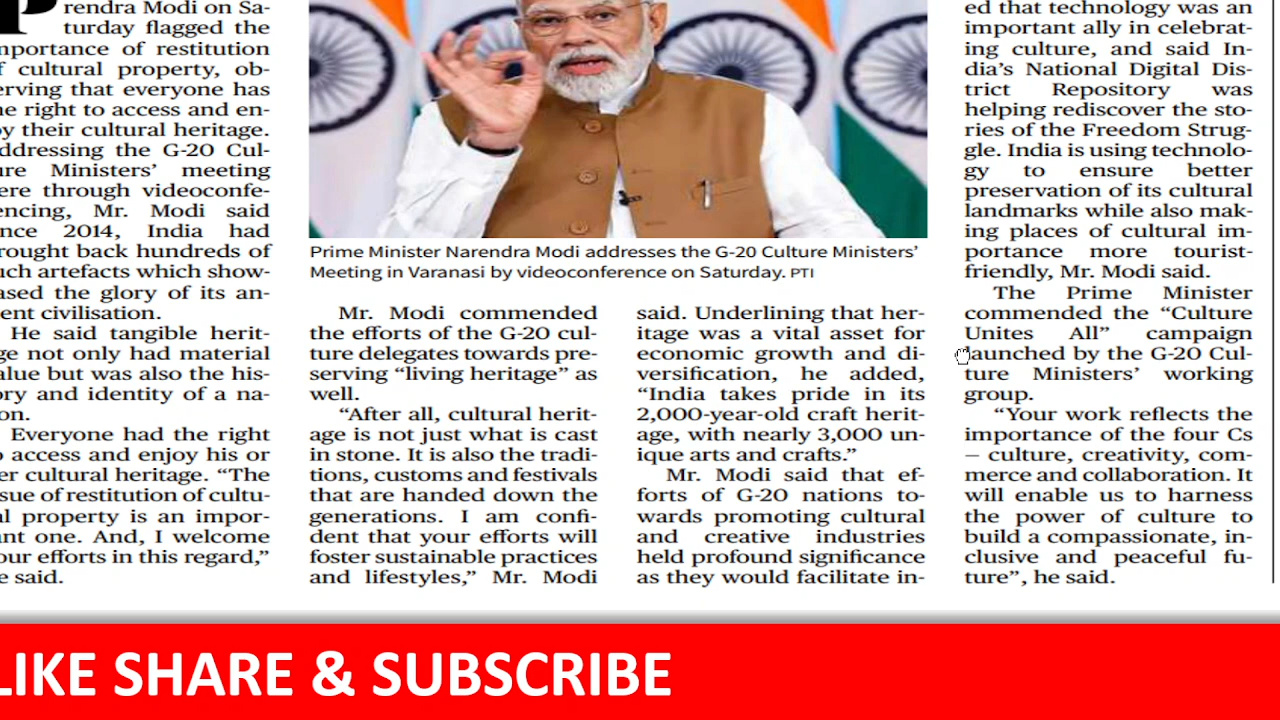 rendra Modi on Sa-
turday flagged the
mportance of restitution
f cultural property, ob-
erving that everyone has
he right to access and en-
oy their cultural heritage.
ddressing the G-20 Cul-
ure Ministers’ meeting
ere through videoconfe-
encing, Mr. Modi said
ince 2014, India had
rought back hundreds of
uch artefacts which show-
ased the glory of its an-
ent civilisation.
He said tangible herit-
ge not only had material
alue but was also the his-
ory and identity of a na-
on.
Everyone had the right
o access and enjoy his or
er cultural heritage. “The
sue of restitution of cultu-
al property is an impor-
ant one. And, I welcome
our efforts in this regard,”
e said.
Prime Minister Narendra Modi addresses the G-20 Culture Ministers’
Meeting in Varanasi by videoconference on Saturday. PTI
Mr. Modi commended
the efforts of the G-20 cul-
ture delegates towards pre-
serving “living heritage” as
well.
“After all, cultural herit-
age is not just what is cast
in stone. It is also the tradi-
tions, customs and festivals
that are handed down the
generations. I am confi-
dent that your efforts will
foster sustainable practices
and lifestyles,” Mr. Modi
said. Underlining that her-
itage was a vital asset for
economic growth and di-
versification, he added,
“India takes pride in its
2,000-year-old craft herit-
age, with nearly 3,000 un-
ique arts and crafts.”
Mr. Modi said that ef-
forts of G-20 nations to-
wards promoting cultural
and creative industries
held profound significance
as they would facilitate in-
ed that technology was an
important ally in celebrat-
ing culture, and said In-
dia’s National Digital Dis-
trict Repository was
helping rediscover the sto-
ries of the Freedom Strug-
gle. India is using technolo-
gy to ensure better
preservation of its cultural
landmarks while also mak-
ing places of cultural im-
portance more tourist-
friendly, Mr. Modi said.
The Prime Minister
commended the “Culture
Unites All” campaign
launched by the G-20 Cul-
ture Ministers’ working
group.
“Your work reflects the
importance of the four Cs
– culture, creativity, com-
merce and collaboration. It
will enable us to harness
the power of culture to
build a compassionate, in-
clusive and peaceful fu-
ture”, he said.
LIKE SHARE & SUBSCRIBE